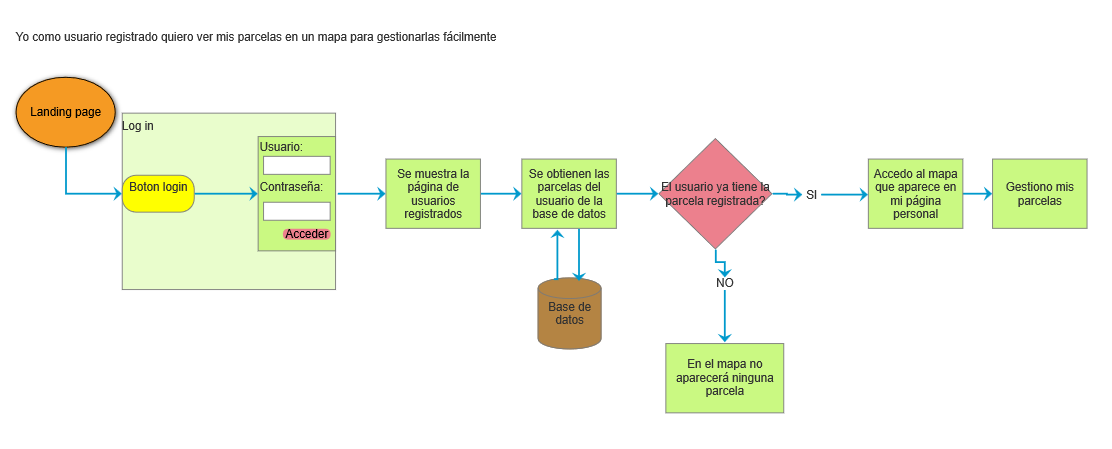 Yo como usuario registrado quiero ver mis parcelas en un mapa para gestionarlas fácilmente
Landing page
Log in
Boton login
Usuario:
Contraseña:
Acceder
Se muestra la
página de
usuarios
registrados
Se obtienen las
parcelas del
usuario de la
base de datos
Base de
datos
El usuario ya tiene la
parcela registrada?
SI
NO
En el mapa no
aparecerá ninguna
parcela
Accedo al mapa
que aparece en
mi página
personal
Gestiono mis
parcelas